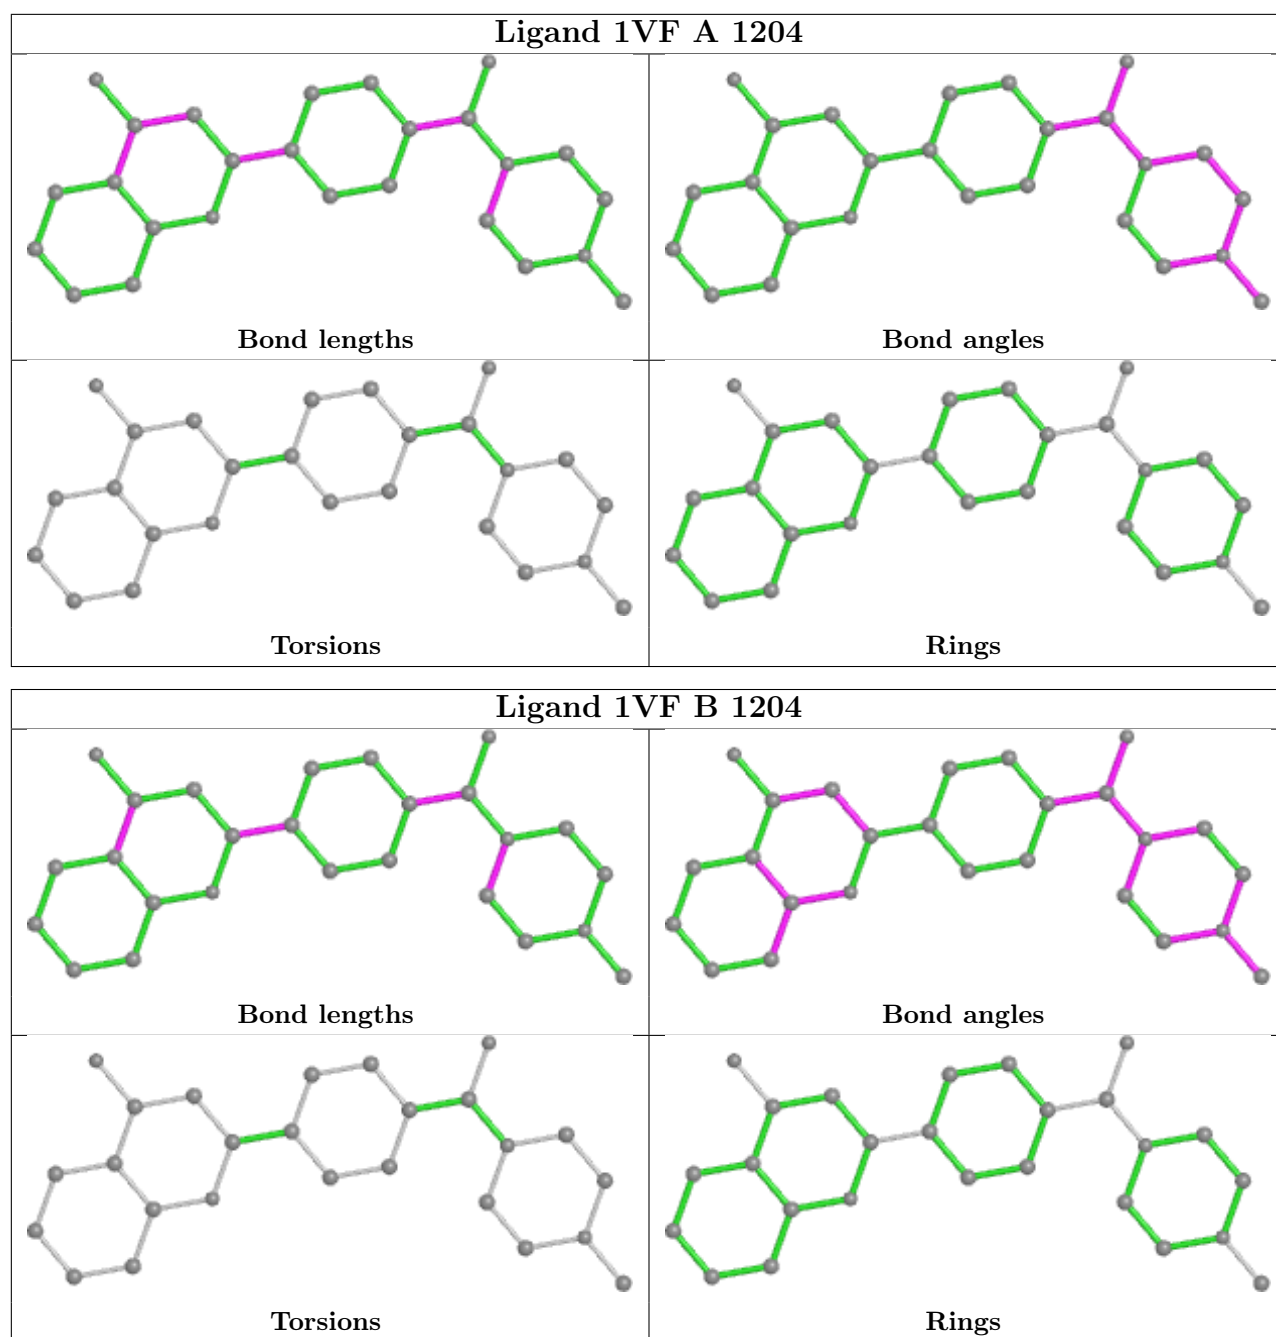 Ligand 1VF A 1204
Bond lengths
Bond angles
Torsions
Rings
Ligand 1VF B 1204
Bond lengths
Bond angles
Torsions
Rings